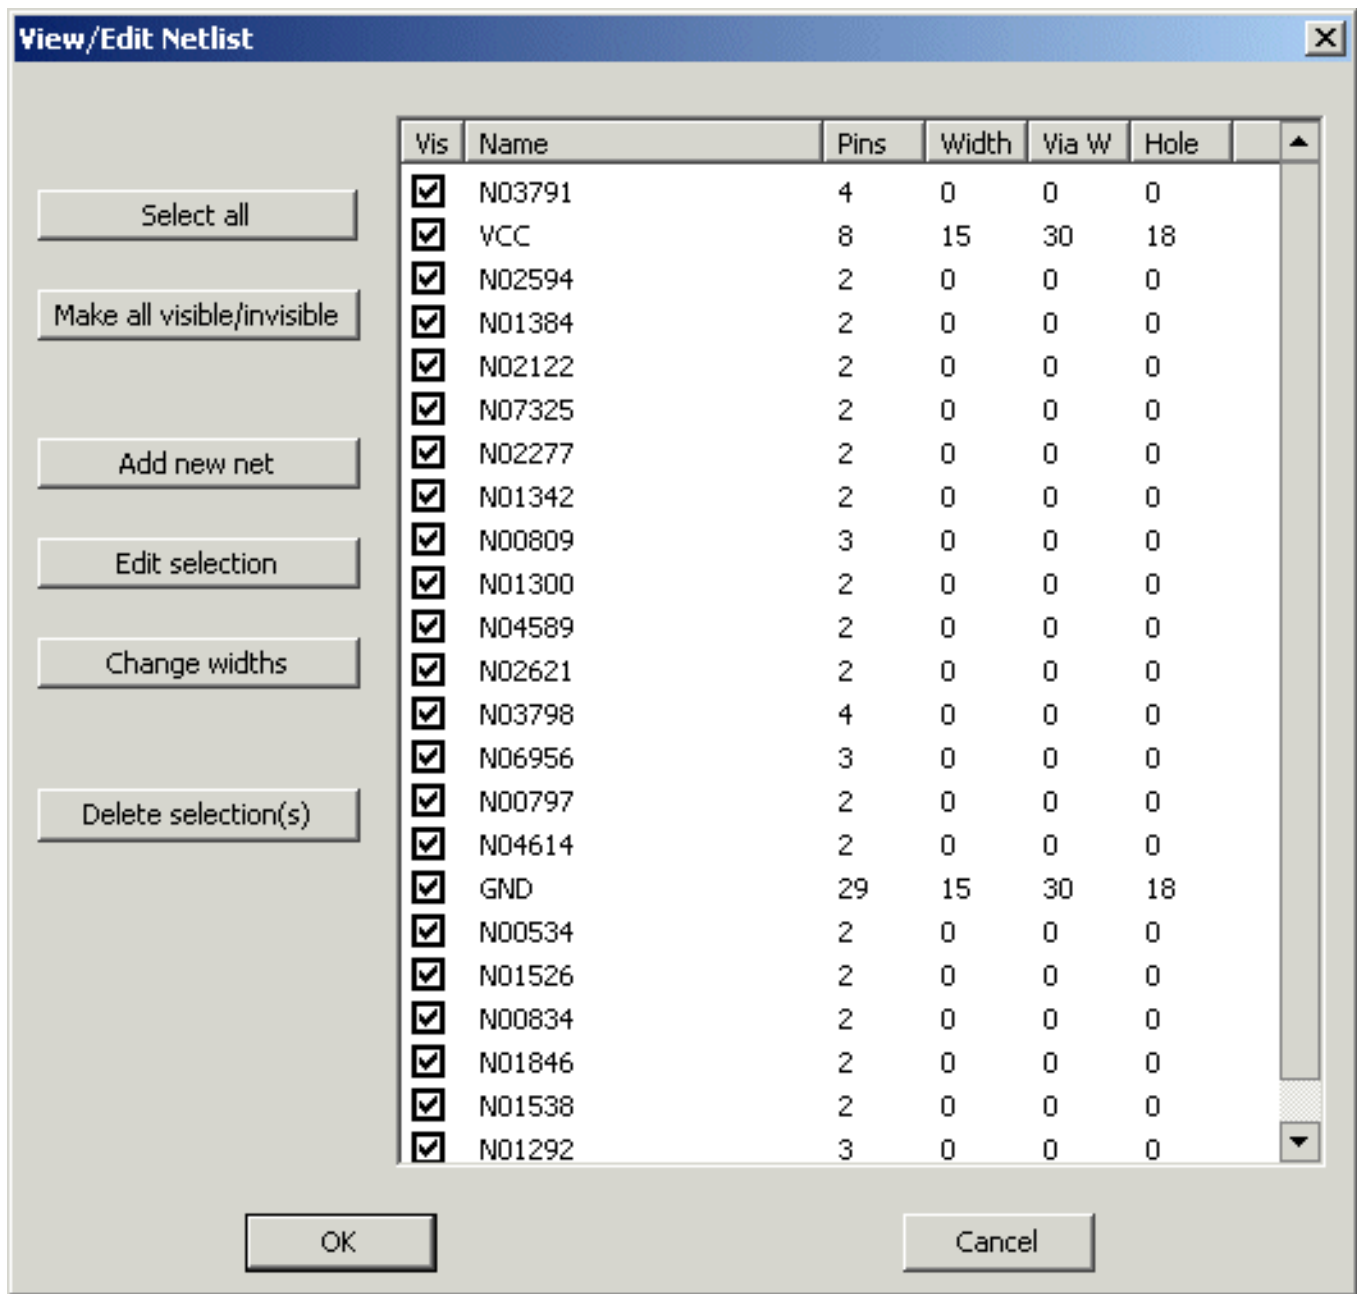 View/Edit Netlist
Vis Name Pins Width Via W Hole
N03791 4 0 0 0
Select all
VCC 8 15 30 18
N02594 2 0 0 0
Make all visible/invisible
N01384 2 0 0 0
N02122 2 0 0 0
N07325 2 0 0 0
Add new net
N02277 2 0 0 0
N01342 2 0 0 0
N00809 3 0 0 0
Edit selection
N01300 2 0 0 0
N04589 2 0 0 0
Change widths
N02621 2 0 0 0
N03798 4 0 0 0
N06956 3 0 0 0
N00797 2 0 0 0
Delete selection(s)
N04614 2 0 0 0
GND 29 15 30 18
N00534 2 0 0 0
N01526 2 0 0 0
N00834 2 0 0 0
N01846 2 0 0 0
N01538 2 0 0 0
N01292 3 0 0 0
OK Cancel